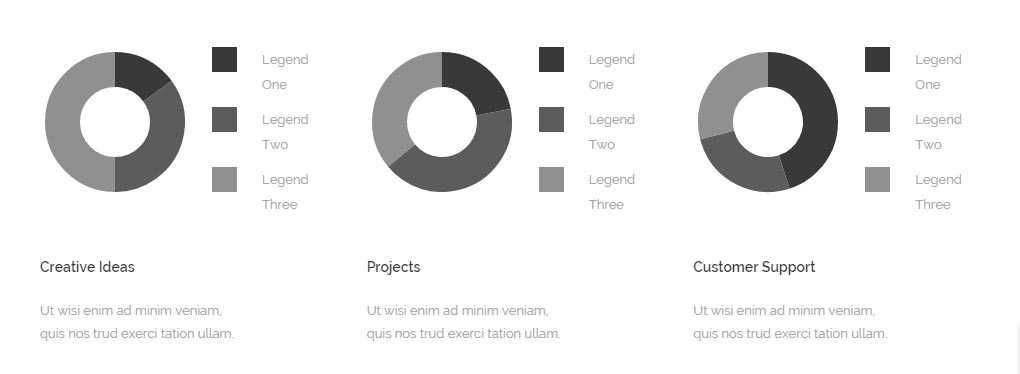 Legend
One
Legend
Two
Legend
Three
Creative Ideas
Ut wisi enim ad minim veniam,
quis nos trud exerci tation ullam.
Legend
One
Legend
Two
Legend
Three
Projects
Ut wisi enim ad minim veniam,
quis nos trud exerci tation ullam.
Legend
One
Legend
Two
Legend
Three
Customer Support
Ut wisi enim ad minim veniam,
quis nos trud exerci tation ullam.